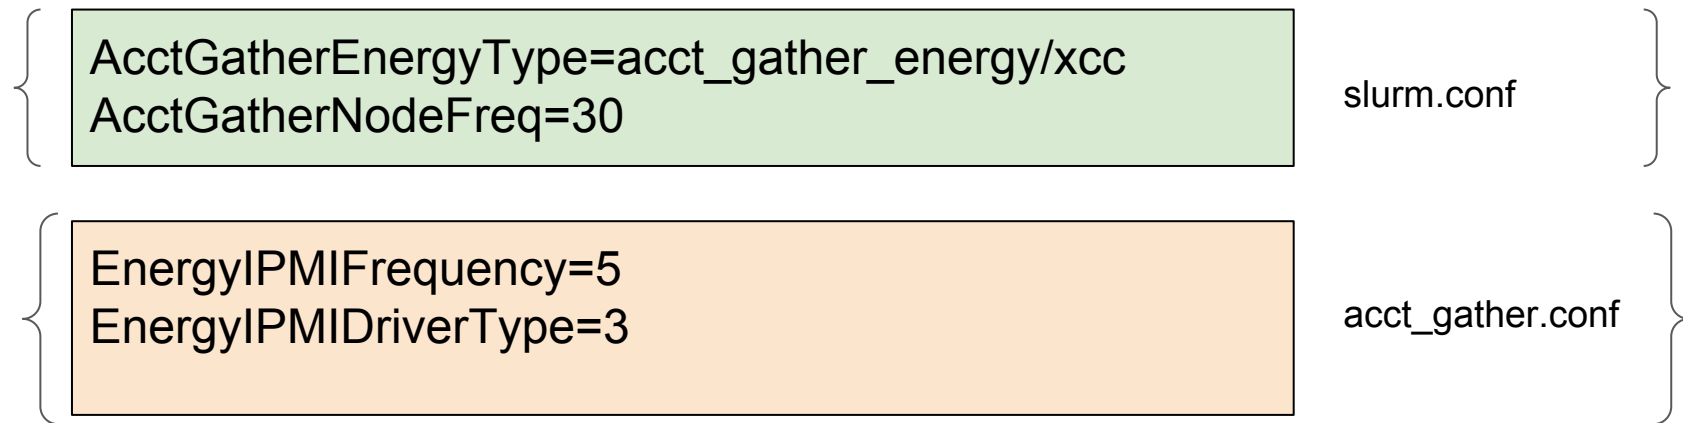 AcctGatherEnergyType=acct_gather_energy/xcc
AcctGatherNodeFreq=30
slurm.conf
EnergyIPMIFrequency=5
EnergyIPMIDriverType=3
acct_gather.conf